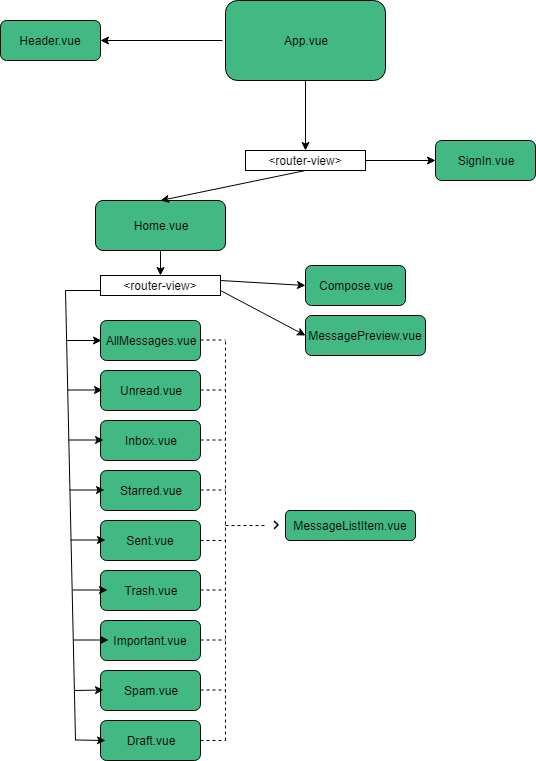 App.vue
Header.vue
<router-view>
SignIn.vue
Home.vue
<router-view>
Compose.vue
MessagePreview.vue
AllMessages.vue
Unread.vue
Inbox.vue
Starred.vue
MessageListItem.vue
Sent.vue
Trash.vue
Important.vue
Spam.vue
Draft.vue